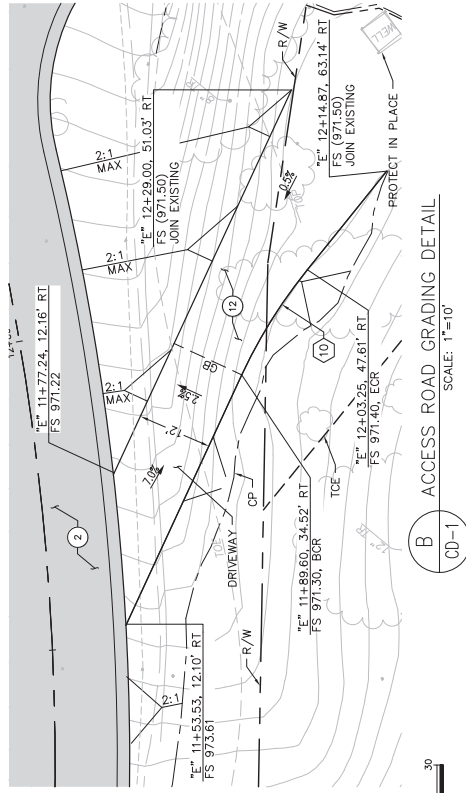 "E" 11+77.24, 12.16' RT
FS 971.22
2:1
MAX
2:1
MAX
2:1
MAX
"E" 12+29.00, 51.03' RT
FS (971.50)
JOIN EXISTING
R/W
WELL
"E" 12+14.87, 63.14' RT
FS (971.50)
JOIN EXISTING
PROTECT IN PLACE
0.5%
2
12
10
GB
2.5%
12'
7.0%
DRIVEWAY
CP
TOE
TCE
"E" 11+53.53, 12.10' RT
FS 973.61
2:1
R/W
"E" 11+89.60, 34.52' RT
FS 971.30, BCR
"E" 12+03.25, 47.61' RT
FS 971.40, ECR
12" IR
B
CD-1
ACCESS ROAD GRADING DETAIL
SCALE: 1"=10'
30